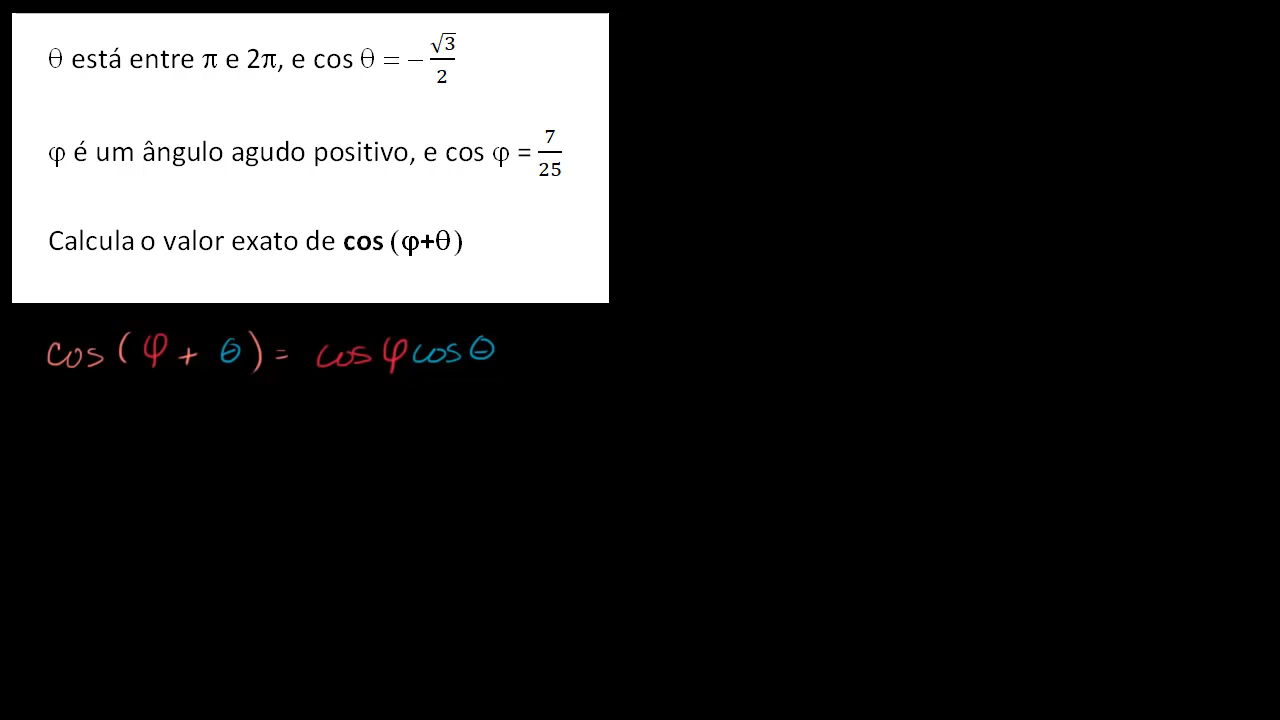 θ está entre π e 2π, e cos θ = − √3/2
φ é um ângulo agudo positivo, e cos φ = 7/25
Calcula o valor exato de cos (φ+θ)
cos ( φ + θ ) = cos φ cos θ